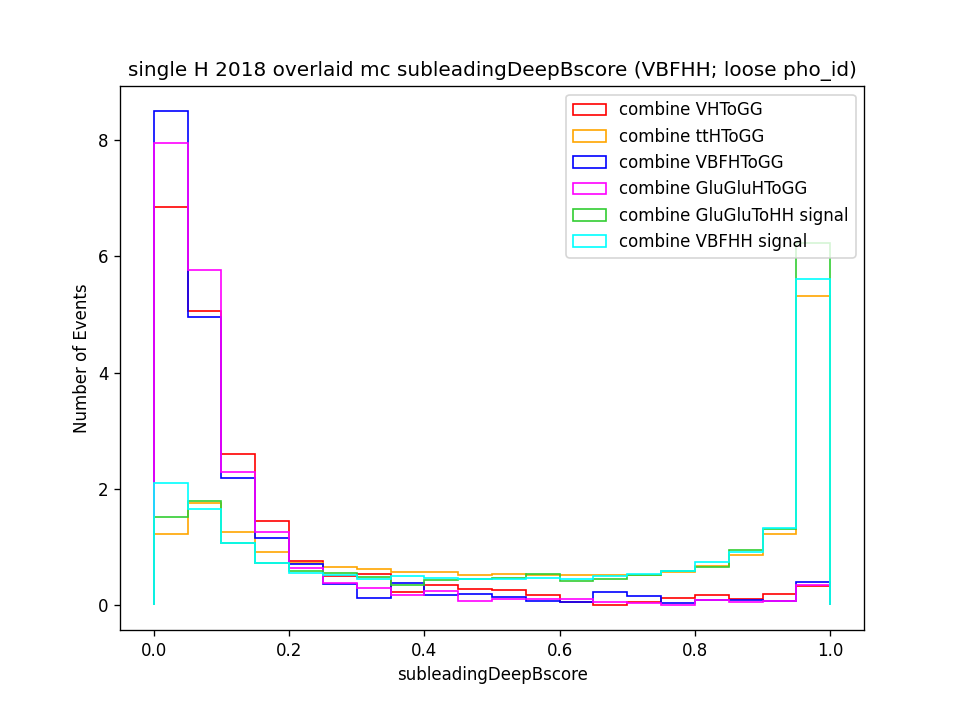 single H 2018 overlaid mc subleadingDeepBscore (VBFHH; loose pho_id)
combine VHToGG
combine ttHToGG
combine VBFHToGG
combine GluGluHToGG
combine GluGluToHH signal
combine VBFHH signal
Number of Events
8
6
4
2
0
0.0 0.2 0.4 0.6 0.8 1.0
subleadingDeepBscore